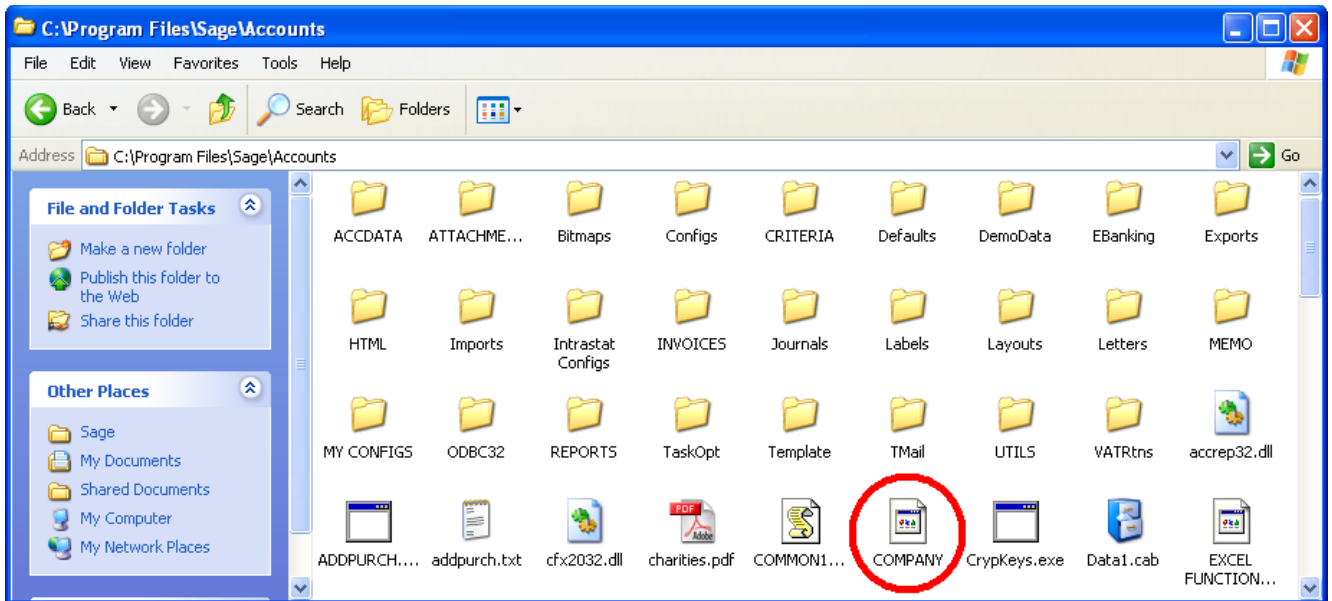 C:\Program Files\Sage\Accounts
File Edit View Favorites Tools Help
Back Search Folders
Address C:\Program Files\Sage\Accounts Go
File and Folder Tasks
Make a new folder
Publish this folder to
the Web
Share this folder
Other Places
Sage
My Documents
Shared Documents
My Computer
My Network Places
ACCDATA ATTACHME... Bitmaps Configs CRITERIA Defaults DemoData EBanking Exports
HTML Imports Intrastat Configs INVOICES Journals Labels Layouts Letters MEMO
MY CONFIGS ODBC32 REPORTS TaskOpt Template TMail UTILS VATRtns accrep32.dll
PDF
Adobe
ADDPURCH.... addpurch.txt cfx2032.dll charities.pdf COMMON1... COMPANY CrypKeys.exe Data1.cab EXCEL FUNCTION...